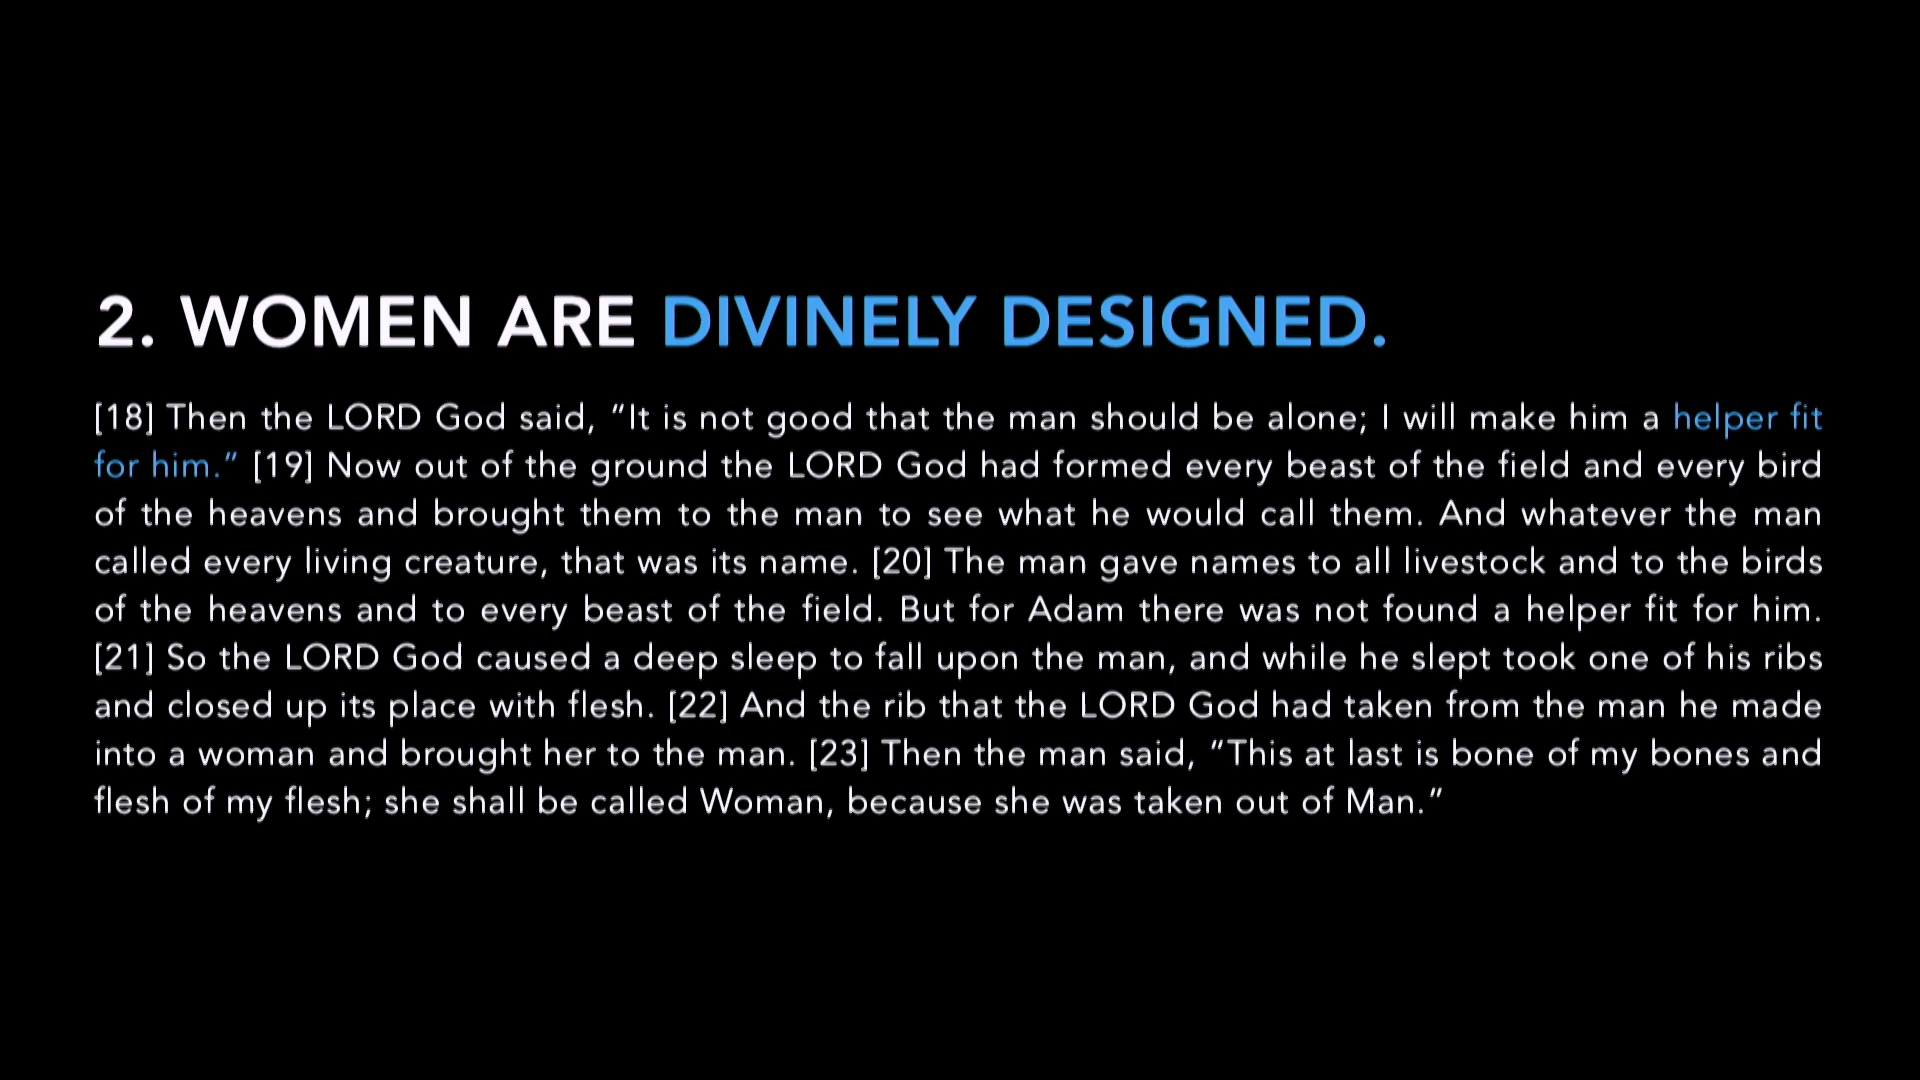 2. WOMEN ARE DIVINELY DESIGNED.
[18] Then the LORD God said, “It is not good that the man should be alone; I will make him a helper fit
for him.” [19] Now out of the ground the LORD God had formed every beast of the field and every bird
of the heavens and brought them to the man to see what he would call them. And whatever the man
called every living creature, that was its name. [20] The man gave names to all livestock and to the birds
of the heavens and to every beast of the field. But for Adam there was not found a helper fit for him.
[21] So the LORD God caused a deep sleep to fall upon the man, and while he slept took one of his ribs
and closed up its place with flesh. [22] And the rib that the LORD God had taken from the man he made
into a woman and brought her to the man. [23] Then the man said, “This at last is bone of my bones and
flesh of my flesh; she shall be called Woman, because she was taken out of Man.”